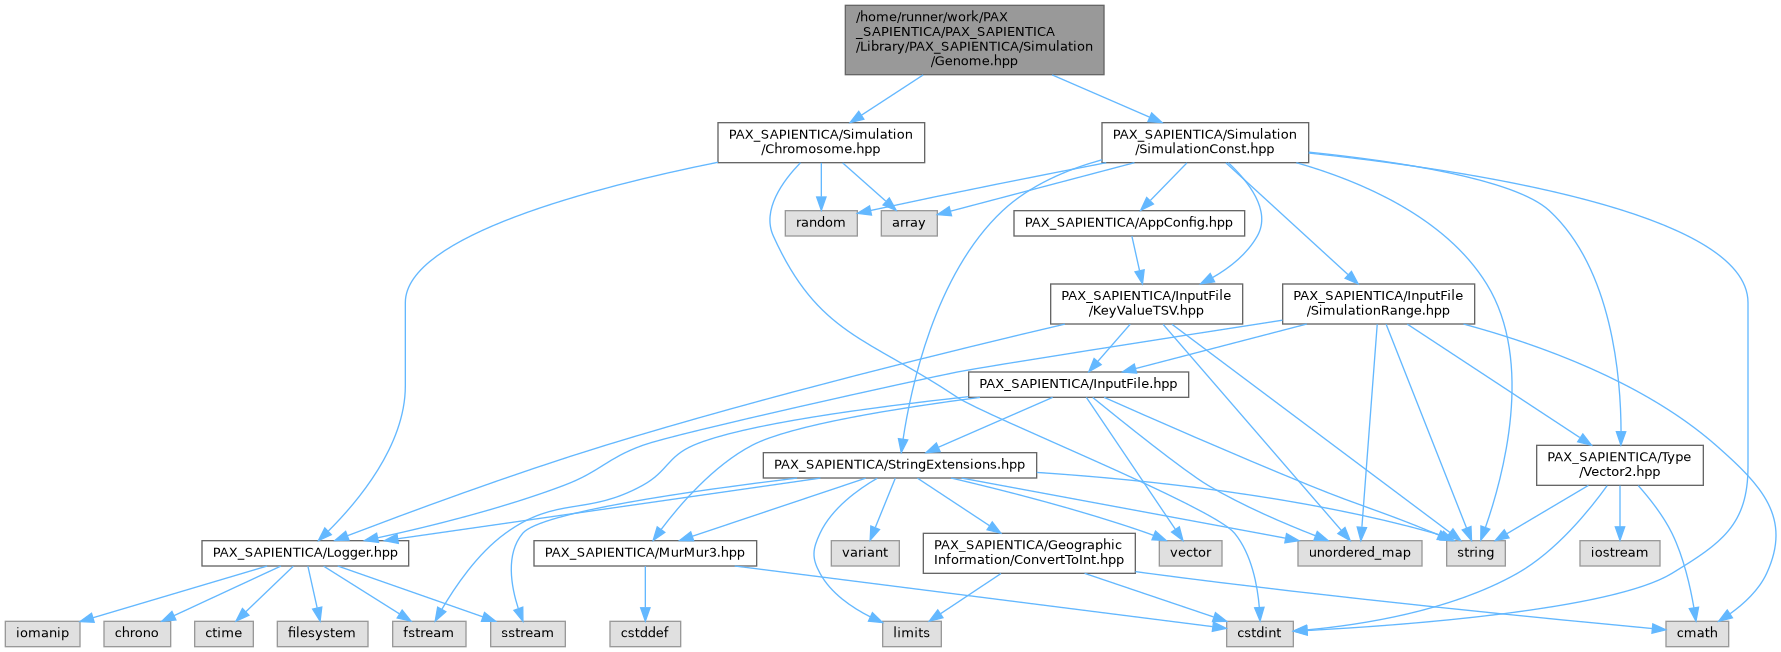 /home/runner/work/PAX
_SAPIENTICA/PAX_SAPIENTICA
/Library/PAX_SAPIENTICA/Simulation
/Genome.hpp
PAX_SAPIENTICA/Simulation
/Chromosome.hpp
PAX_SAPIENTICA/Simulation
/SimulationConst.hpp
random
array
PAX_SAPIENTICA/AppConfig.hpp
PAX_SAPIENTICA/InputFile
/KeyValueTSV.hpp
PAX_SAPIENTICA/InputFile
/SimulationRange.hpp
PAX_SAPIENTICA/InputFile.hpp
PAX_SAPIENTICA/StringExtensions.hpp
PAX_SAPIENTICA/Type
/Vector2.hpp
PAX_SAPIENTICA/Logger.hpp
PAX_SAPIENTICA/MurMur3.hpp
variant
PAX_SAPIENTICA/Geographic
Information/ConvertToInt.hpp
vector
unordered_map
string
iostream
iomanip
chrono
ctime
filesystem
fstream
sstream
cstddef
limits
cstdint
cmath